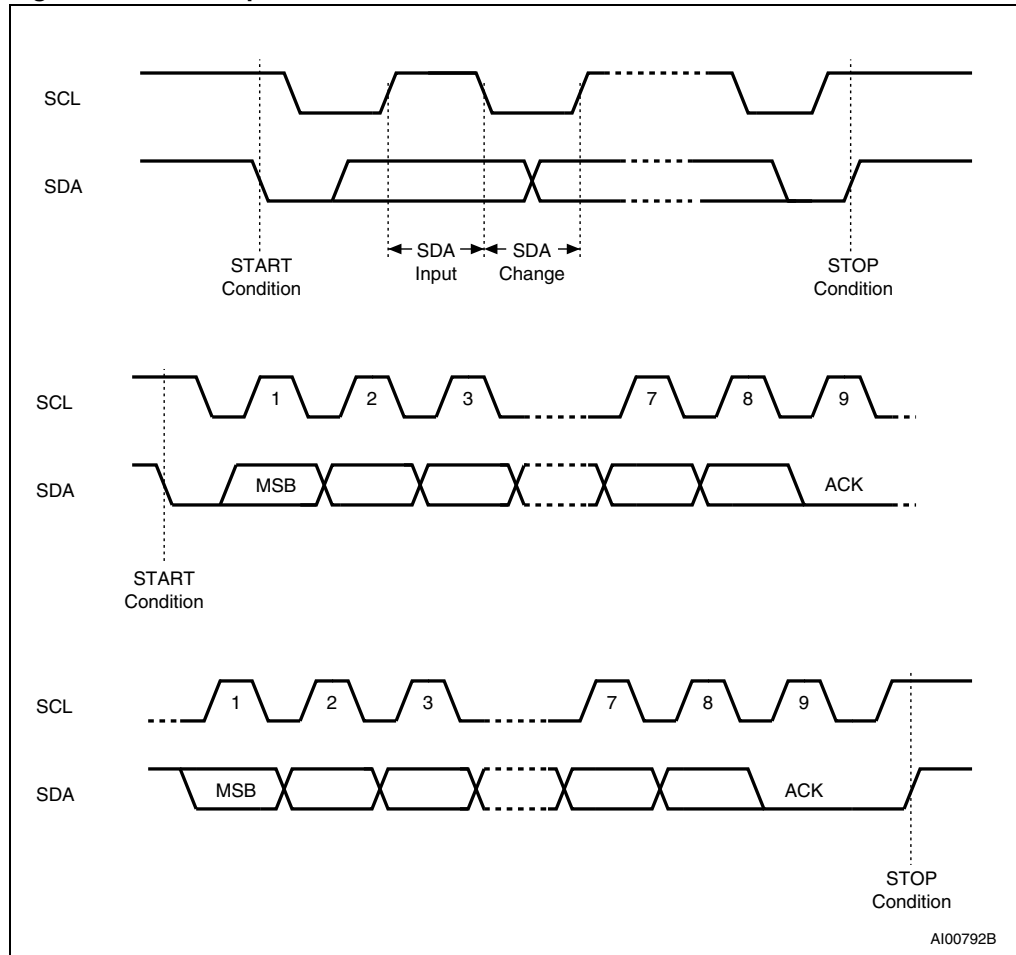 SCL
SDA
SDA
Input
SDA
Change
START
Condition
STOP
Condition
SCL
1 2 3 7 8 9
SDA
MSB
ACK
START
Condition
SCL
1 2 3 7 8 9
SDA
MSB
ACK
STOP
Condition
AI00792B